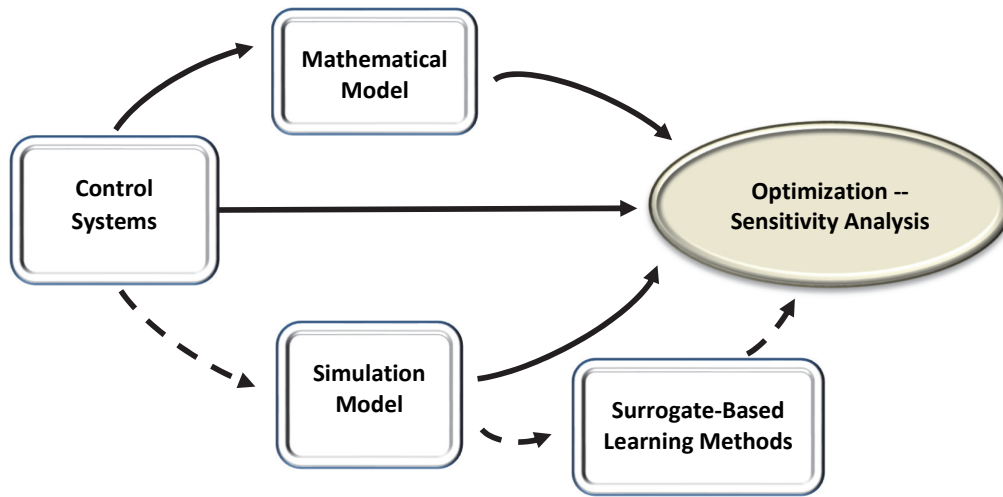 Mathematical
Model
Control
Systems
Optimization --
Sensitivity Analysis
Simulation
Model
Surrogate-Based
Learning Methods